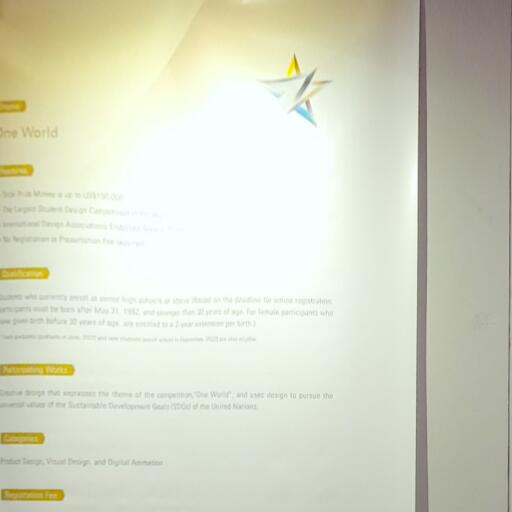 Theme
One World
Features
Total Prize Money is up to US$150,000
The Largest Student Design Competition
International Design Associations Endorsed
No Registration or Presentation Fee required
Qualification
Students who currently enroll at senior high schools or above (based on the deadline for online registration,
participants must be born after May 31, 1992, and younger than 30 years of age. For female participants who
have given birth before 30 years of age, are entitled to a 2-year extension per birth.)
Participating Works
Creative design that expresses the theme of the competition,"One World", and uses design to pursue the
universal values of the Sustainable Development Goals (SDGs) of the United Nations.
Categories
Product Design, Visual Design, and Digital Animation
Registration Fee